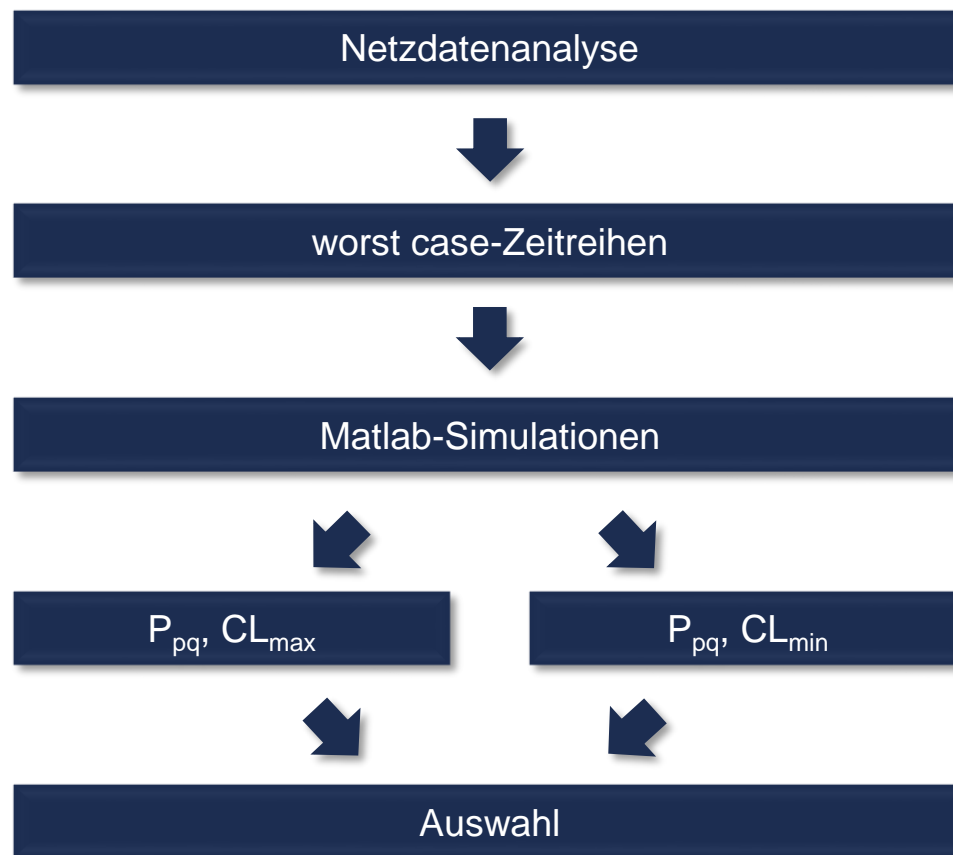 Netzdatenanalyse
worst case-Zeitreihen
Matlab-Simulationen
Ppq, CLmax
Ppq, CLmin
Auswahl